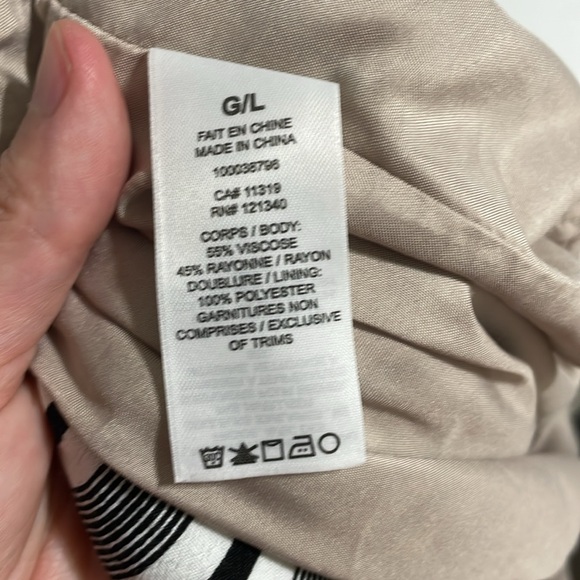 G/L
FAIT EN CHINE
MADE IN CHINA
100038798
CA# 11319
RN# 121340
CORPS / BODY:
55% VISCOSE
45% RAYONNE / RAYON
DOUBLURE / LINING:
100% POLYESTER
GARNITURES NON
COMPRISES / EXCLUSIVE
OF TRIMS